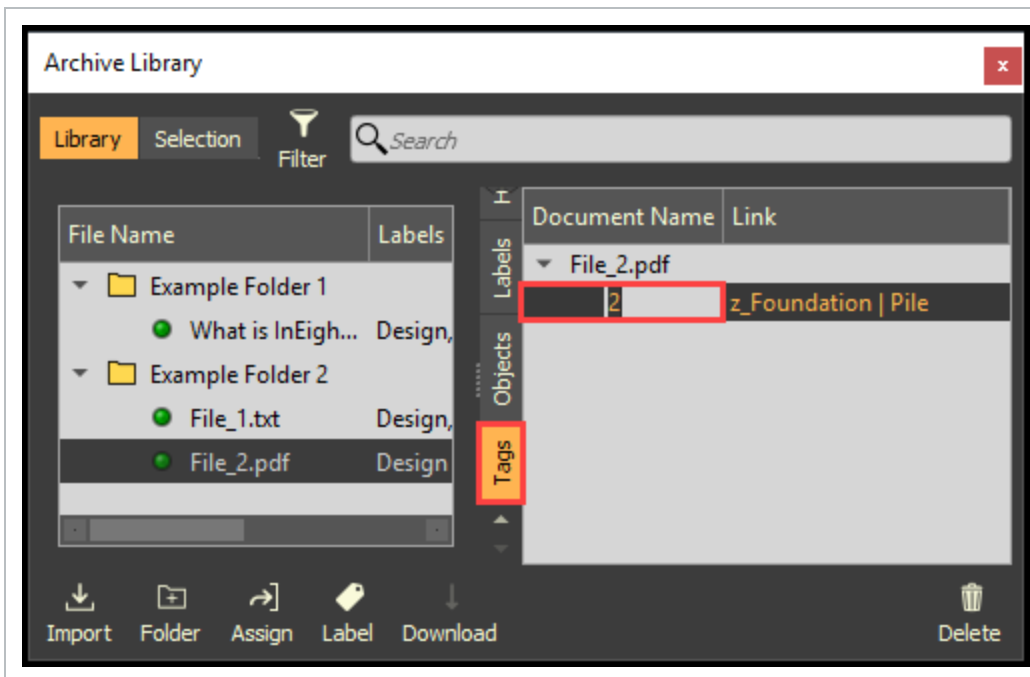 Archive Library
x
Library Selection Filter Search
File Name Labels
Example Folder 1
What is InEigh... Design,
Example Folder 2
File_1.txt Design,
File_2.pdf Design
Labels
Objects
Tags
Document Name Link
File_2.pdf
2 z_Foundation | Pile
Import Folder Assign Label Download Delete